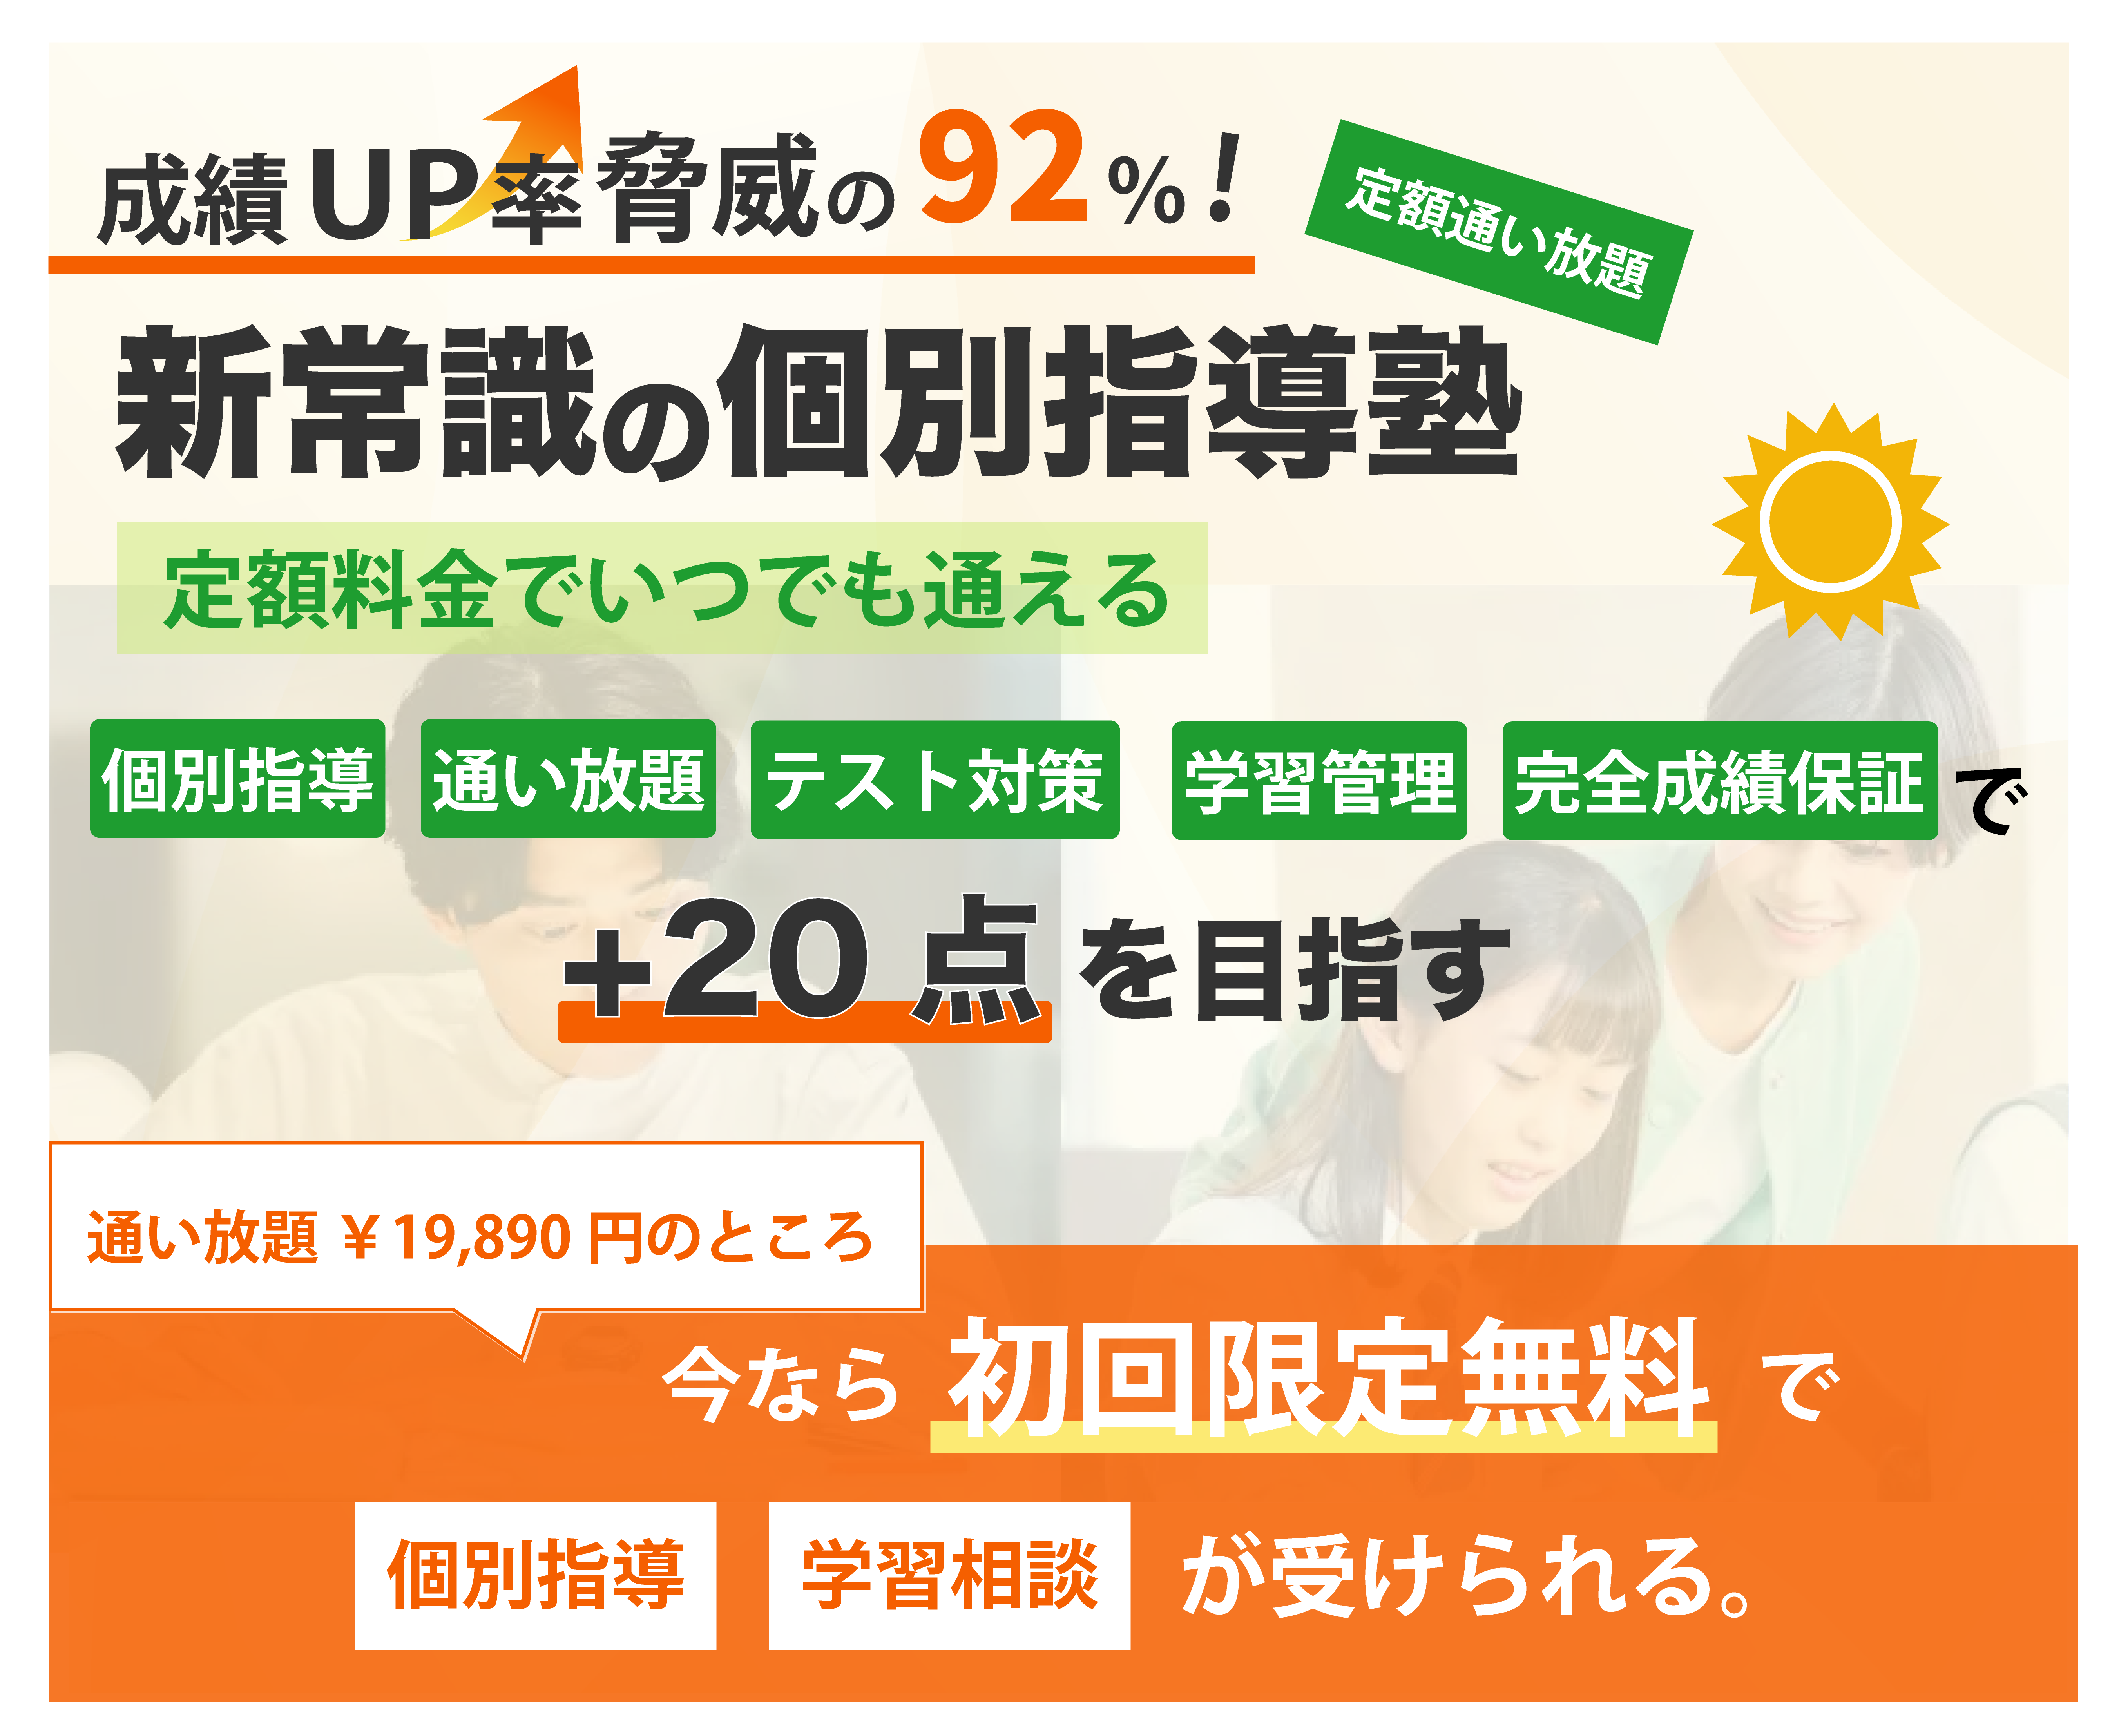 成績UP率脅威の92%!
定額通い放題
新常識の個別指導塾
定額料金でいつでも通える
個別指導 通い放題 テスト対策 学習管理 完全成績保証 で
+20点を目指す
通い放題 ¥19,890円のところ
今なら 初回限定無料 で
個別指導 学習相談 が受けられる。